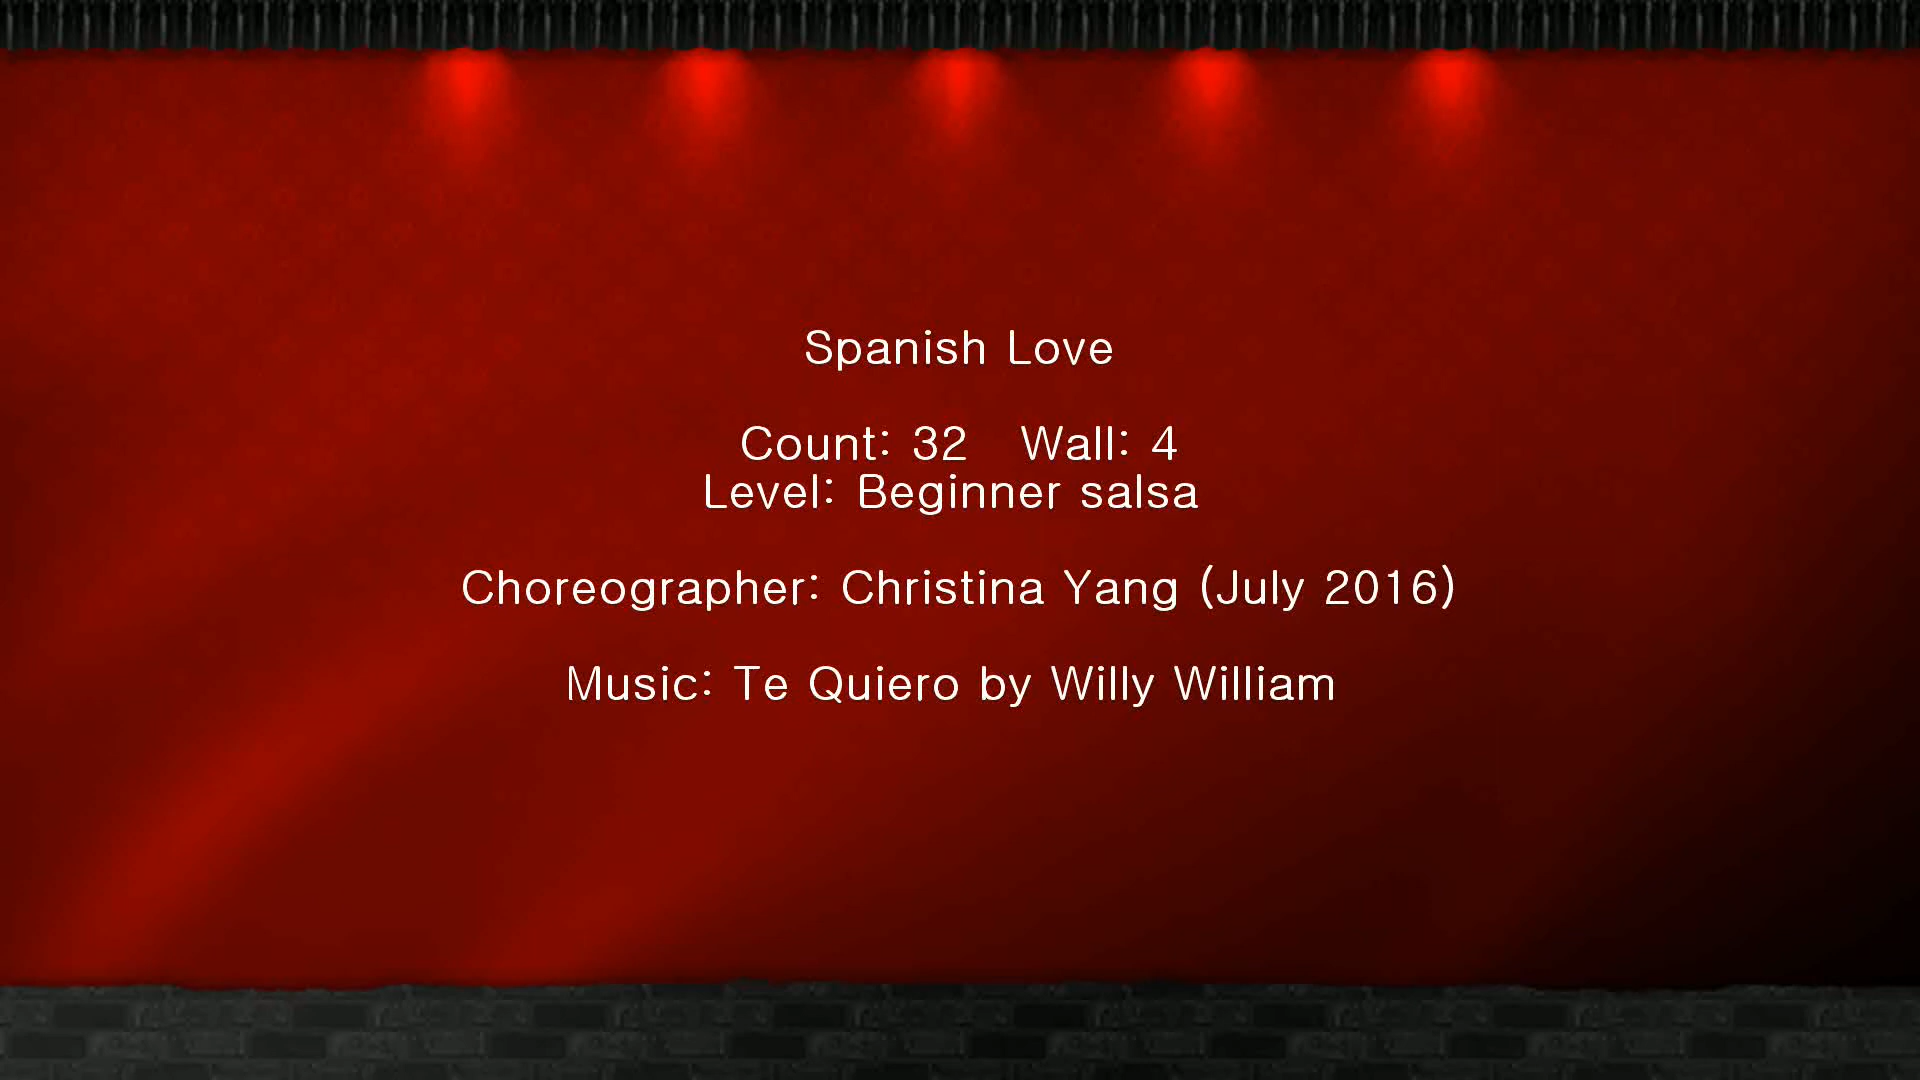 Spanish Love
Count: 32 Wall: 4
Level: Beginner salsa
Choreographer: Christina Yang (July 2016)
Music: Te Quiero by Willy William